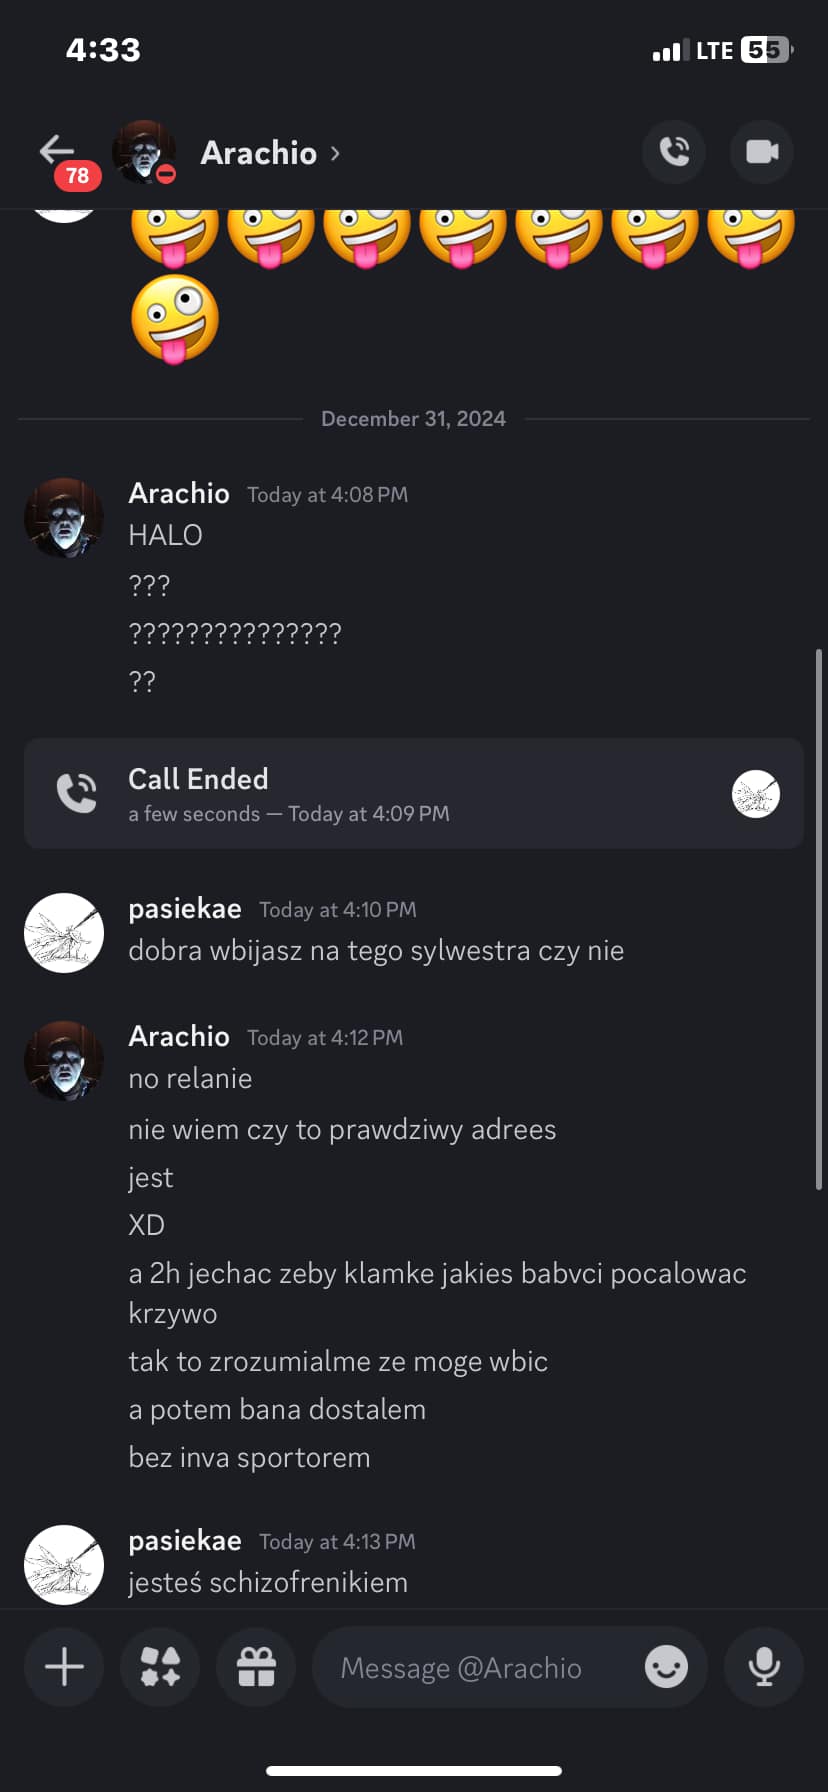 4:33
LTE 55
78
Arachio ›
December 31, 2024
Arachio Today at 4:08 PM
HALO
???
???????????????
??
Call Ended
a few seconds — Today at 4:09 PM
pasiekae Today at 4:10 PM
dobra wbijasz na tego sylwestra czy nie
Arachio Today at 4:12 PM
no relanie
nie wiem czy to prawdziwy adrees
jest
XD
a 2h jechac zeby klamke jakies babvci pocalowac
krzywo
tak to zrozumialme ze moge wbic
a potem bana dostalem
bez inva sportorem
pasiekae Today at 4:13 PM
jesteś schizofrenikiem
Message @Arachio